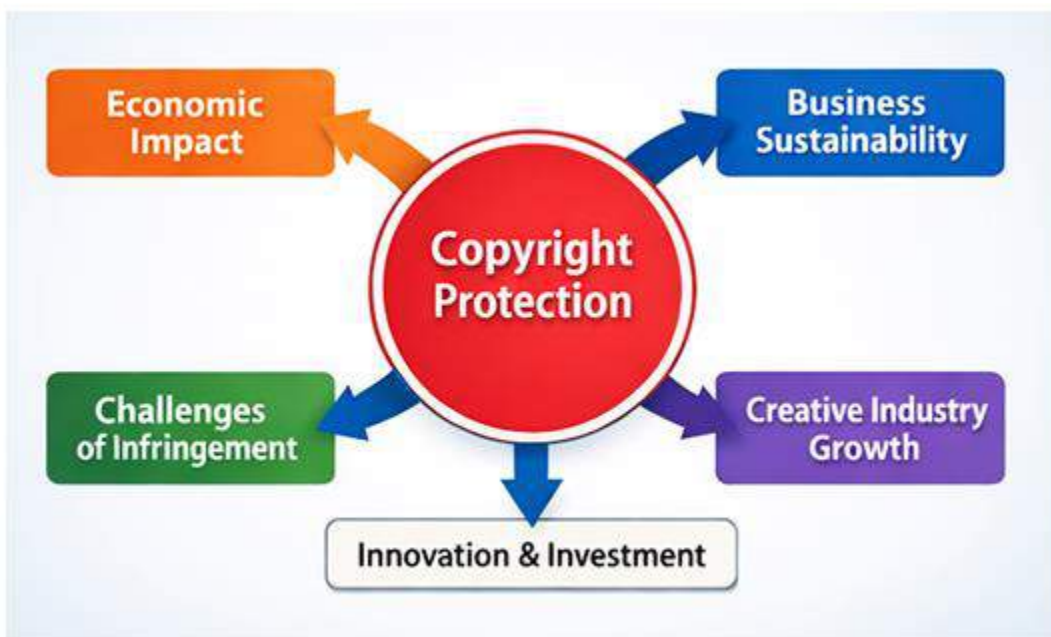 Economic
Impact
Business
Sustainability
Copyright
Protection
Challenges
of Infringement
Creative Industry
Growth
Innovation & Investment